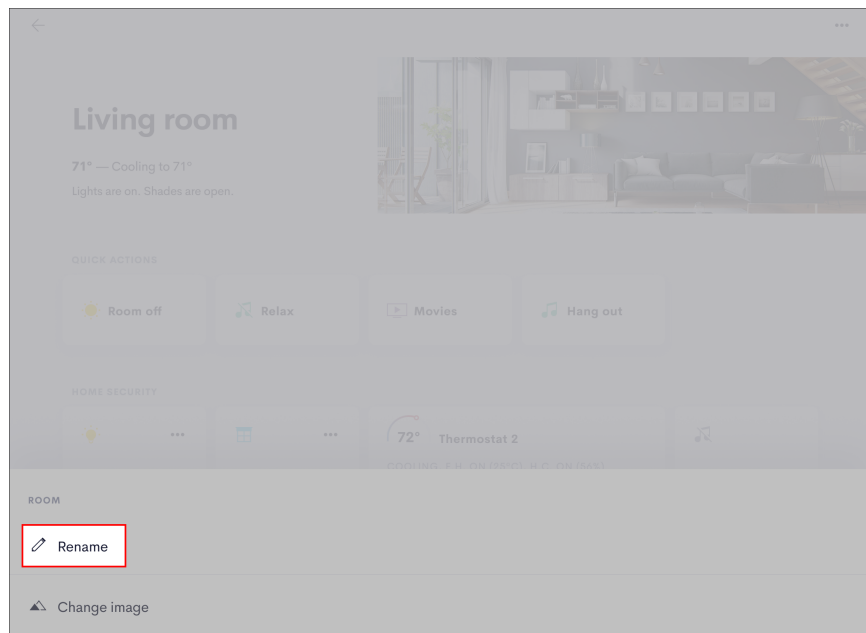 •••
Living room
71° — Cooling to 71°
Lights are on. Shades are open.
QUICK ACTIONS
Room off
Relax
Movies
Hang out
HOME SECURITY
•••
•••
72°
Thermostat 2
ROOM
Rename
Change image